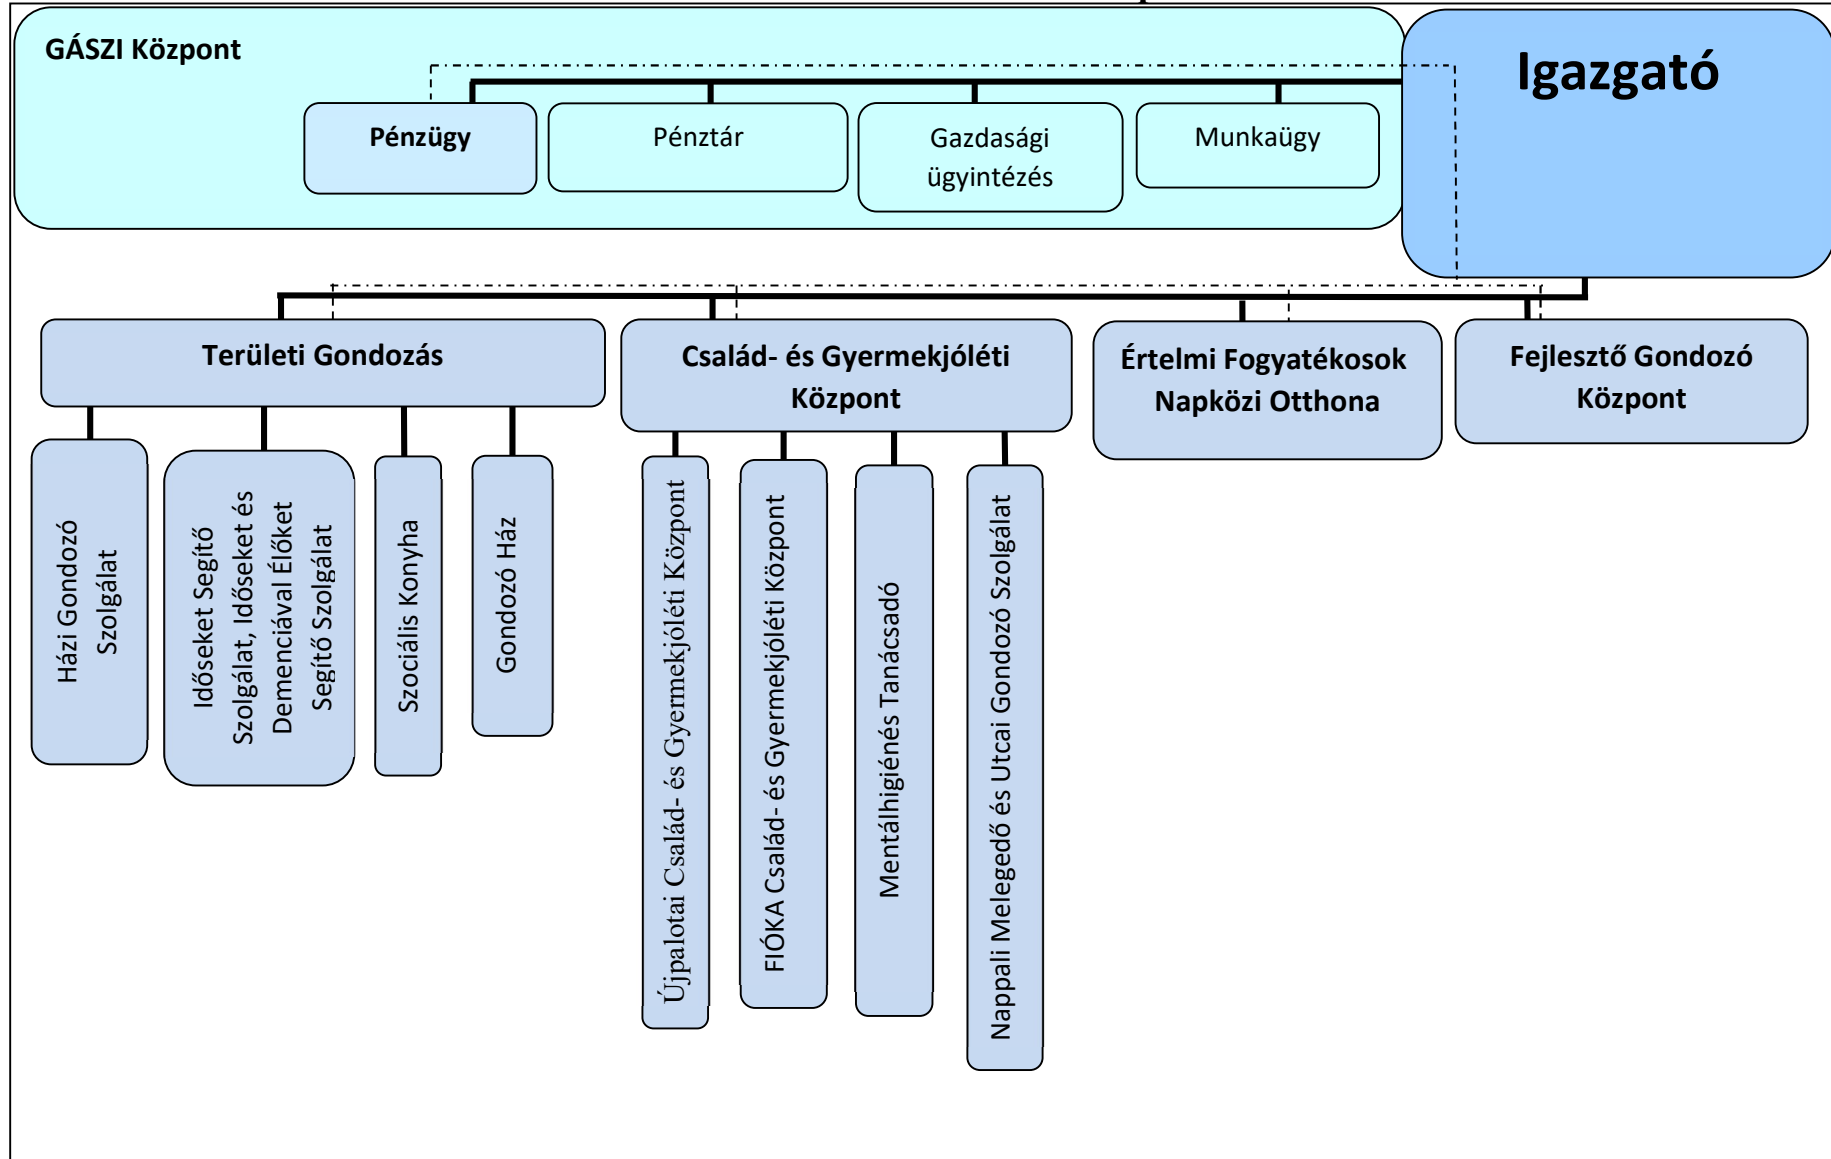 GÁSZI Központ
Igazgató
Pénzügy
Pénztár
Gazdasági
ügyintézés
Munkaügy
Területi Gondozás
Család- és Gyermekjóléti
Központ
Értelmi Fogyatékosok
Napközi Otthona
Fejlesztő Gondozó
Központ
Házi Gondozó
Szolgálat
Időseket Segítő
Szolgálat, Időseket és
Demenciával Élőket
Segítő Szolgálat
Szociális Konyha
Gondozó Ház
Újpalotai Család- és Gyermekjóléti Központ
FIÓKA Család- és Gyermekjóléti Központ
Mentálhigiénés Tanácsadó
Nappali Melegedő és Utcai Gondozó Szolgálat